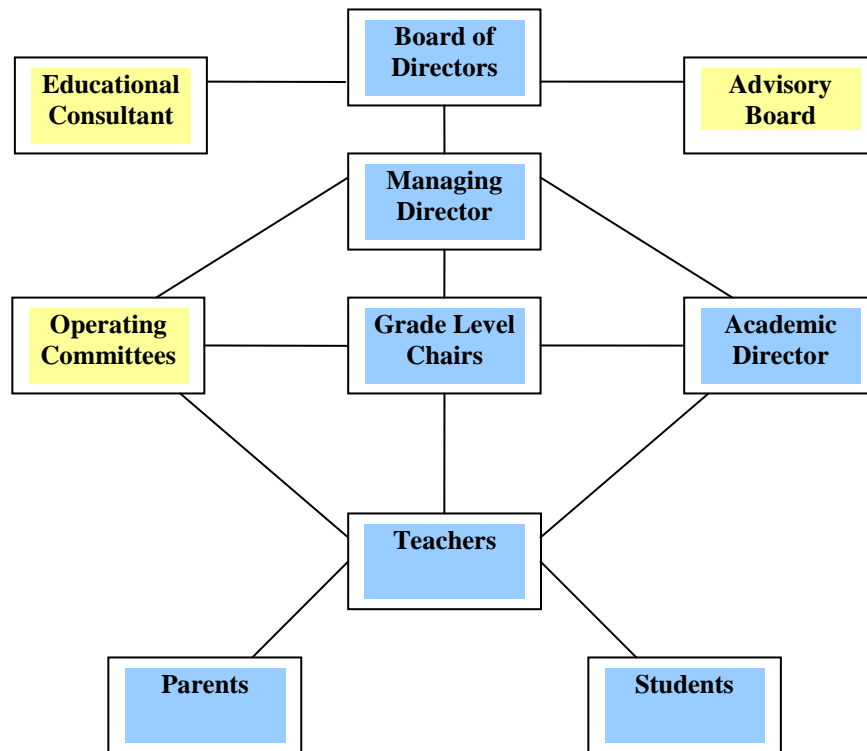 Board of
Directors
Educational
Consultant
Advisory
Board
Managing
Director
Operating
Committees
Grade Level
Chairs
Academic
Director
Teachers
Parents
Students